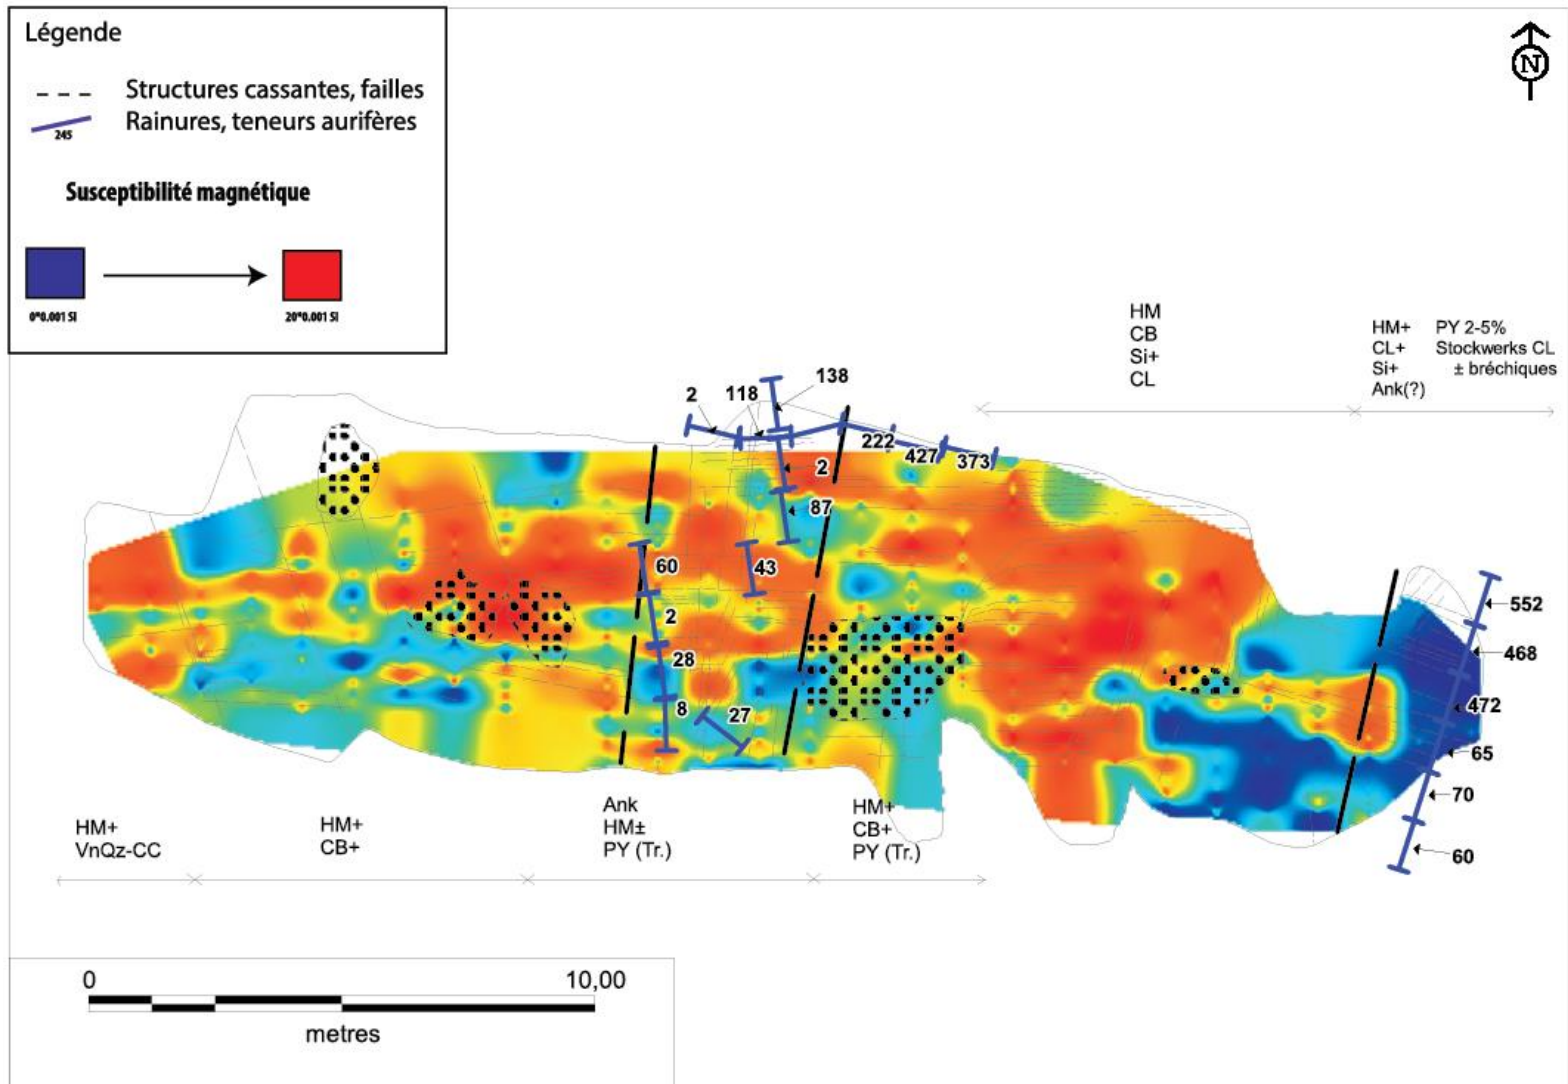 Légende
Structures cassantes, failles
Rainures, teneurs aurifères
245
Susceptibilité magnétique
0*0.001 SI
20*0.001 SI
N
HM
CB
Si+
CL
HM+ PY 2-5%
CL+ Stockwerks CL
Si+ ± bréchiques
Ank(?)
138
2
118
222
427
373
2
87
60
43
2
28
8
27
552
468
472
65
70
60
HM+
VnQz-CC
HM+
CB+
Ank
HM±
PY (Tr.)
HM+
CB+
PY (Tr.)
0
10,00
metres